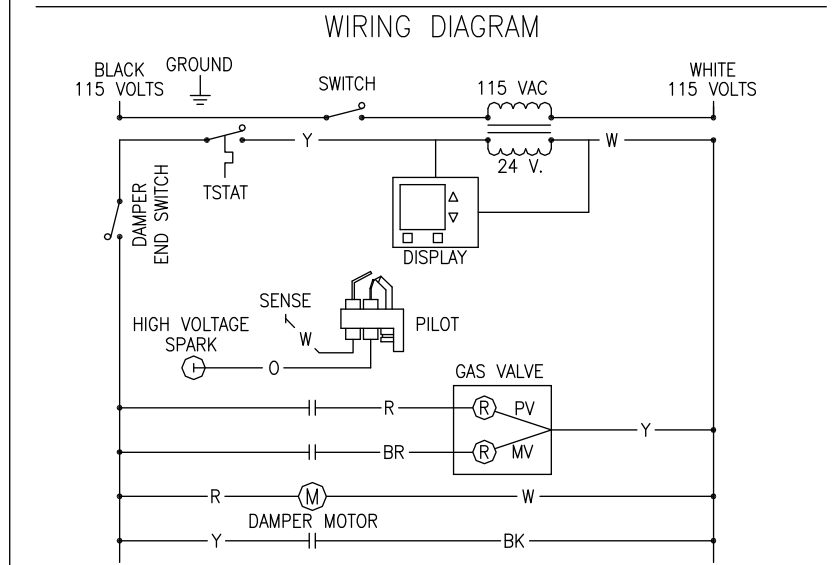 WIRING DIAGRAM
BLACK
115 VOLTS
GROUND
SWITCH
115 VAC
WHITE
115 VOLTS
Y
W
24 V.
TSTAT
DAMPER
END SWITCH
DISPLAY
SENSE
W
PILOT
HIGH VOLTAGE
SPARK
O
GAS VALVE
R
R
PV
Y
BR
R
MV
R
M
W
DAMPER MOTOR
Y
BK